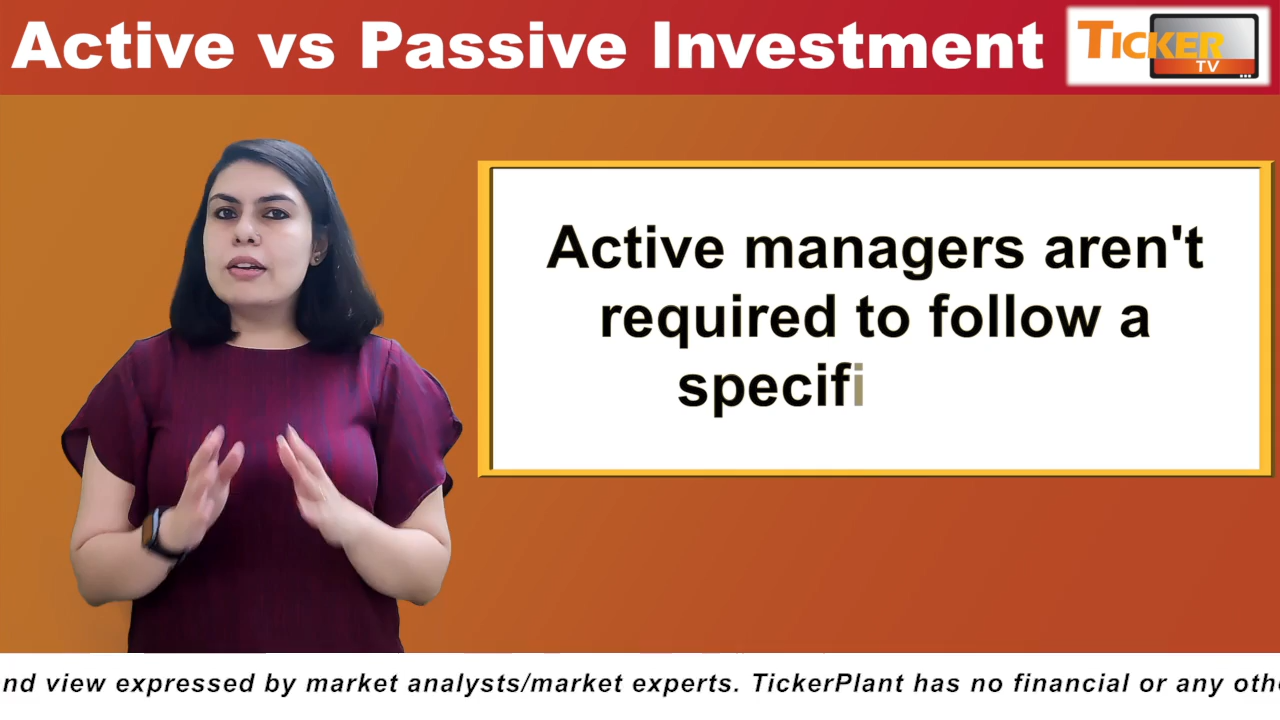 Active vs Passive Investment
TICKER
TV
Active managers aren't
required to follow a
specifi
nd view expressed by market analysts/market experts. TickerPlant has no financial or any othe